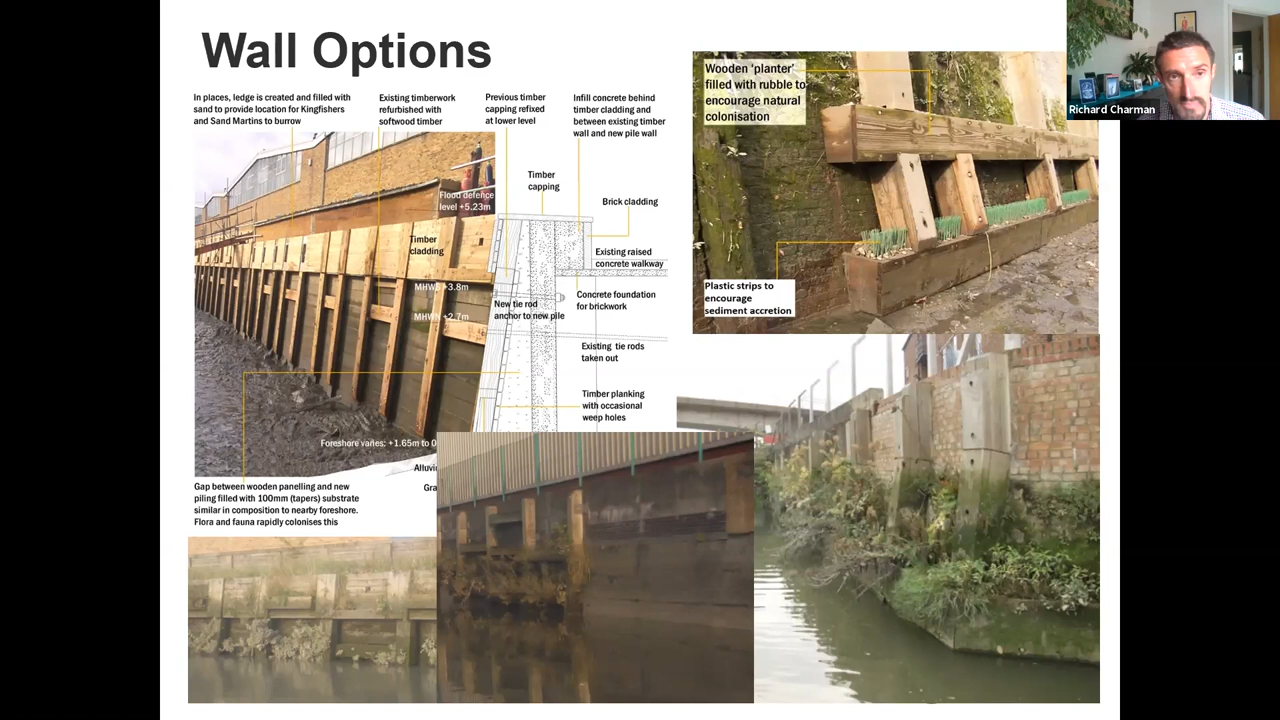 Wall Options
In places, ledge is created and filled with
sand to provide location for Kingfishers
and Sand Martins to burrow
Existing timberwork
refurbished with
softwood timber
Previous timber
capping refixed
at lower level
Infill concrete behind
timber cladding and
between existing timber
wall and new pile wall
Flood defence
level +5.23m
Timber
cladding
MHWS +3.8m
MHWN +2.7m
Timber
capping
Brick cladding
Existing raised
concrete walkway
New tie rod
anchor to new pile
Concrete foundation
for brickwork
Existing tie rods
taken out
Timber planking
with occasional
weep holes
Foreshore varies: +1.65m to 0
Alluvi
Gra
Gap between wooden panelling and new
piling filled with 100mm (tapers) substrate
similar in composition to nearby foreshore.
Flora and fauna rapidly colonises this
Wooden 'planter'
filled with rubble to
encourage natural
colonisation
Plastic strips to
encourage
sediment accretion
Richard Charman